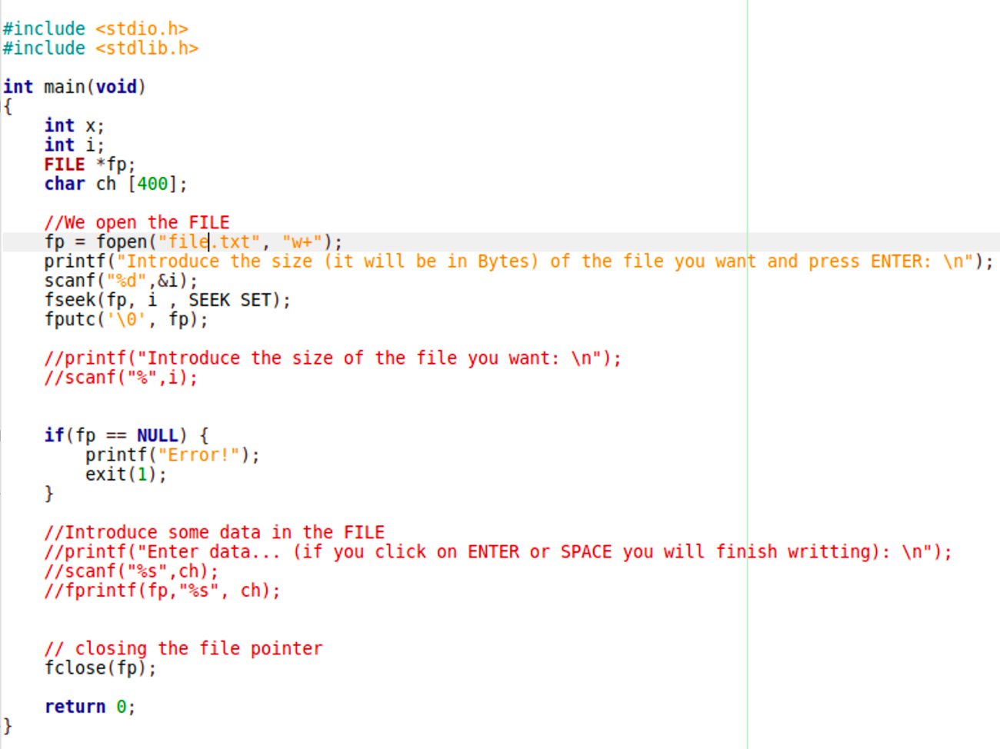 #include <stdio.h>
#include <stdlib.h>
int main(void)
{
int x;
int i;
FILE *fp;
char ch [400];
//We open the FILE
fp = fopen("file.txt", "w+");
printf("Introduce the size (it will be in Bytes) of the file you want and press ENTER: \n");
scanf("%d",&i);
fseek(fp, i , SEEK SET);
fputc('\0', fp);
//printf("Introduce the size of the file you want: \n");
//scanf("%",i);
if(fp == NULL) {
printf("Error!");
exit(1);
}
//Introduce some data in the FILE
//printf("Enter data... (if you click on ENTER or SPACE you will finish writting): \n");
//scanf("%s",ch);
//fprintf(fp,"%s", ch);
// closing the file pointer
fclose(fp);
return 0;
}